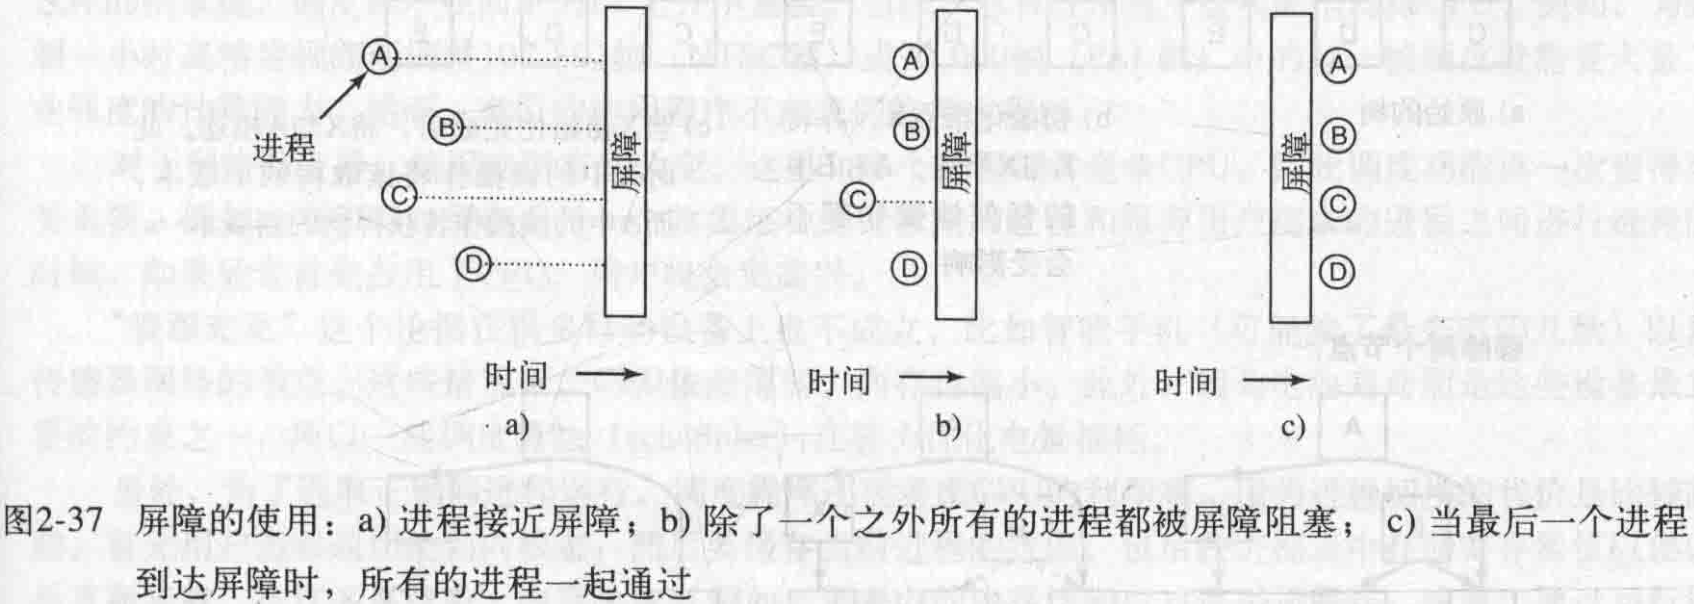 A
B
C
D
进程
屏障
时间
a)
A
B
C
D
屏障
时间
b)
A
B
C
D
屏障
时间
c)
图2-37 屏障的使用：a) 进程接近屏障；b) 除了一个之外所有的进程都被屏障阻塞； c) 当最后一个进程
到达屏障时，所有的进程一起通过